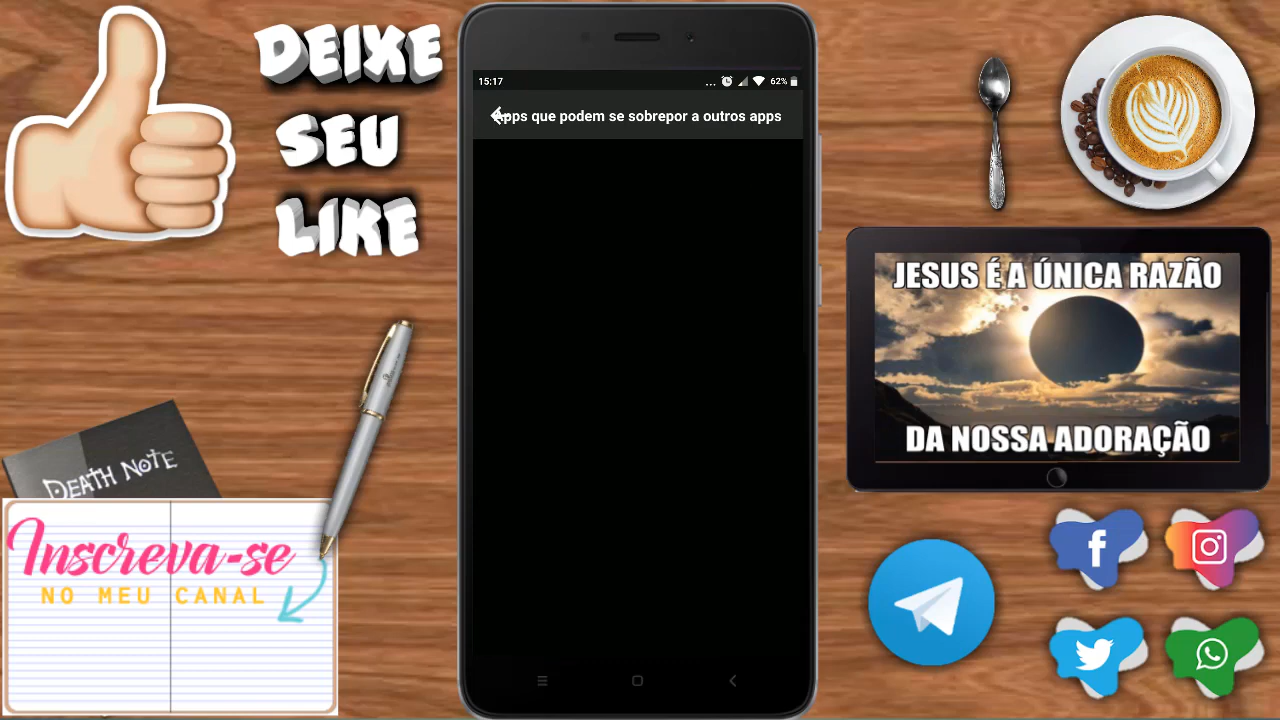 DEIXE
SEU
LIKE
15:17
... 62%
Apps que podem se sobrepor a outros apps
JESUS É A ÚNICA RAZÃO
DA NOSSA ADORAÇÃO
DEATH NOTE
Inscreva-se
NO MEU CANAL